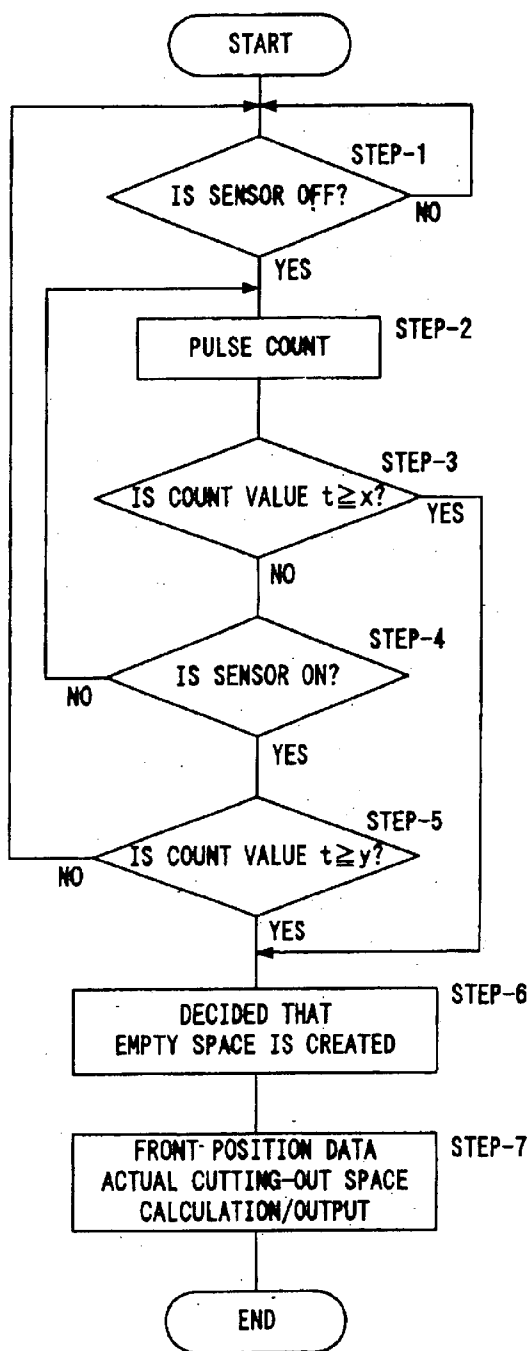 START
STEP-1
IS SENSOR OFF?
NO
YES
STEP-2
PULSE COUNT
STEP-3
IS COUNT VALUE t≧x?
YES
NO
STEP-4
IS SENSOR ON?
NO
YES
STEP-5
IS COUNT VALUE t≧y?
NO
YES
STEP-6
DECIDED THAT
EMPTY SPACE IS CREATED
STEP-7
FRONT-POSITION DATA
ACTUAL CUTTING-OUT SPACE
CALCULATION/OUTPUT
END